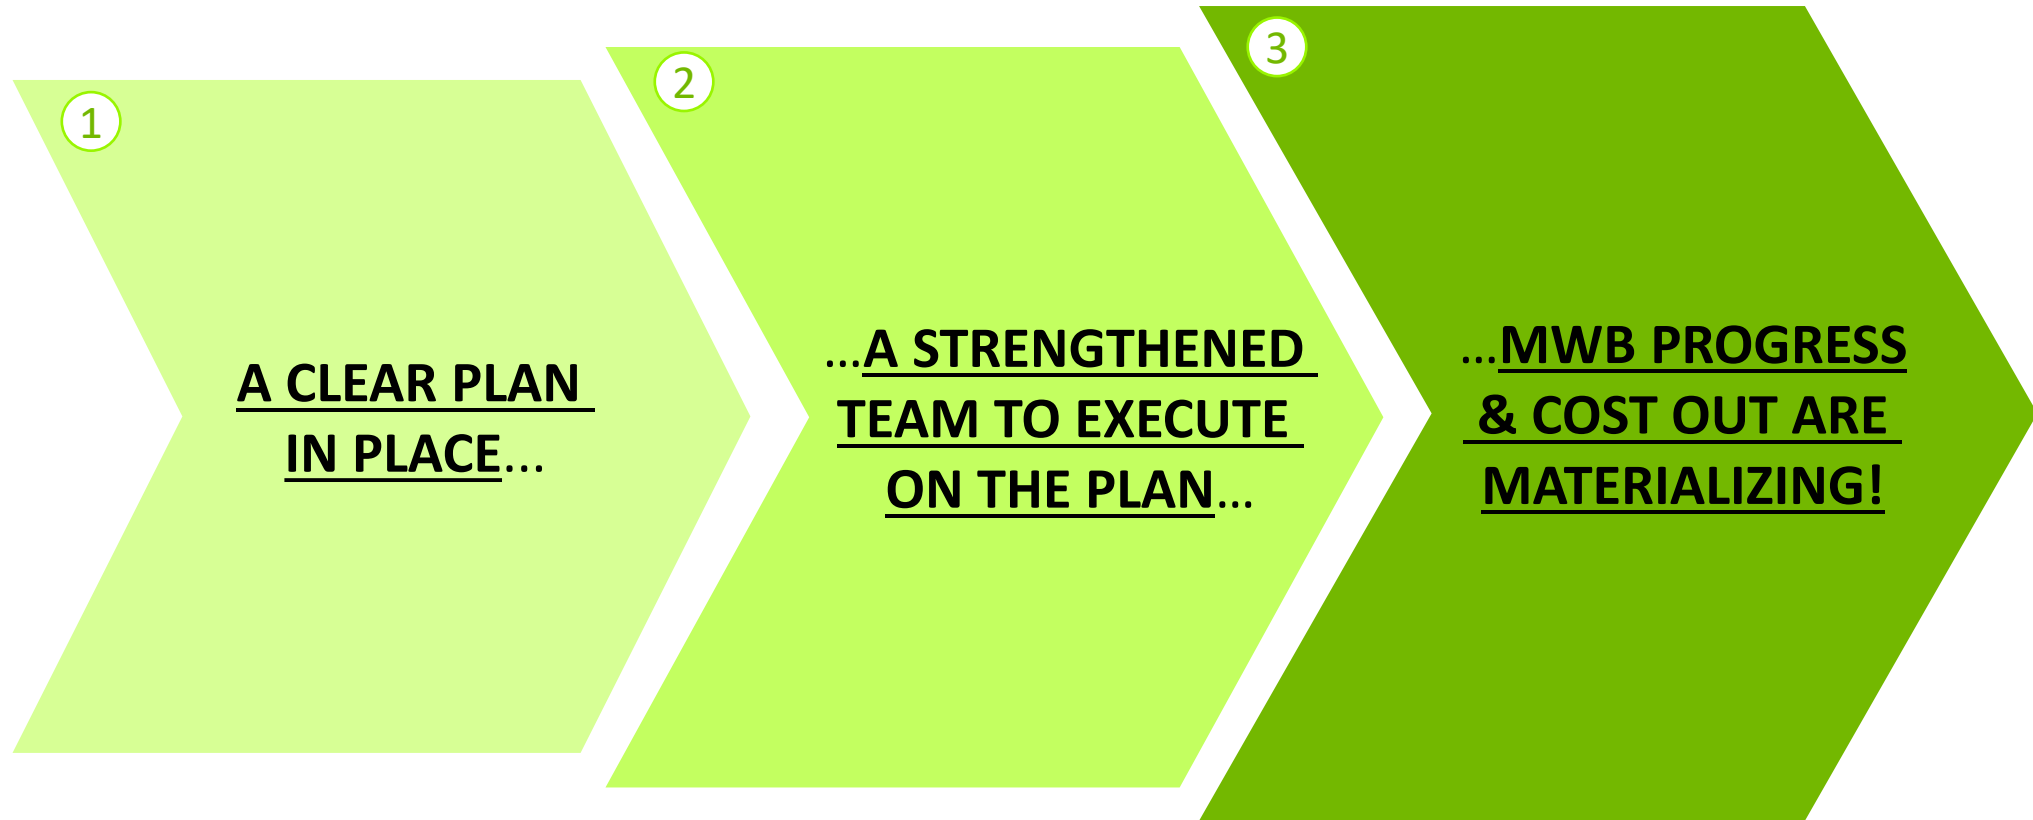 1
A CLEAR PLAN
IN PLACE...
2
...A STRENGTHENED
TEAM TO EXECUTE
ON THE PLAN...
3
...MWB PROGRESS
& COST OUT ARE
MATERIALIZING!